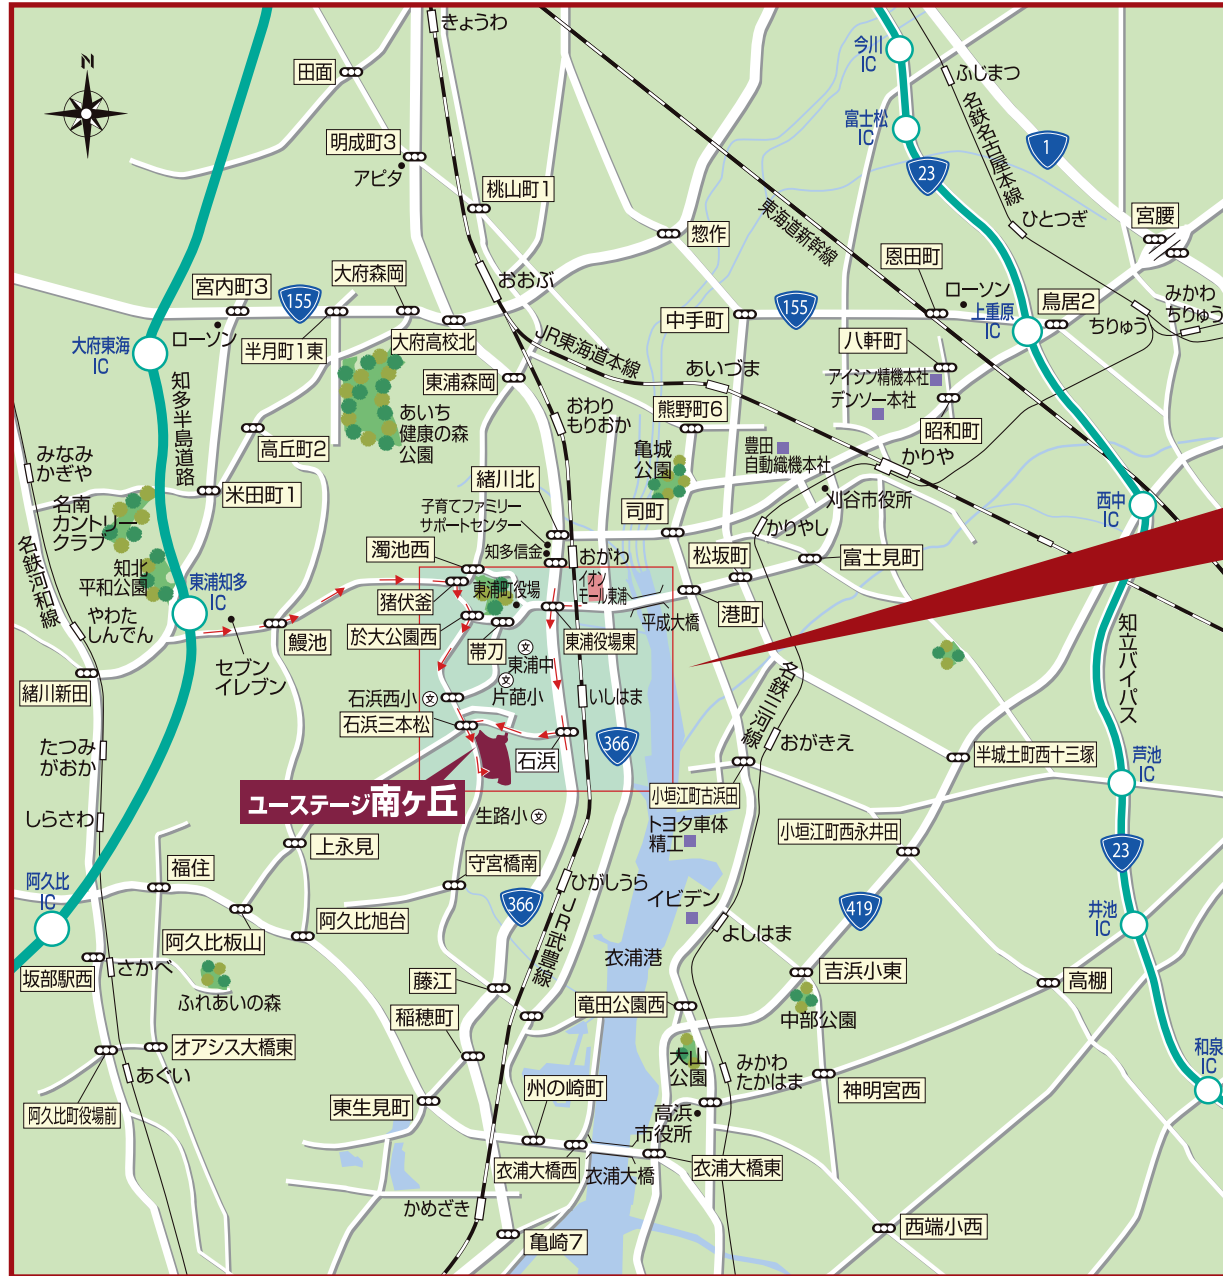 N
きょうわ
田面
明成町3
アピタ
桃山町1
今川
IC
ふじまつ
富士松
IC
23
1
名鉄名古屋本線
ひとつぎ
宮腰
東海道新幹線
惣作
恩田町
ローソン
上重原
IC
鳥居2
みかわ
ちりゅう
ちりゅう
おおぶ
宮内町3
155
大府森岡
ローソン
半月町1東
大府高校北
大府東海
IC
知多半島道路
JR東海道本線
中手町
155
八軒町
アイシン精機本社
デンソー本社
昭和町
あいづま
東浦森岡
おわり
もりおか
熊野町6
あいち
健康の森
公園
高丘町2
みなみ
かぎや
米田町1
亀城
公園
豊田
自動織機本社
かりや
刈谷市役所
緒川北
司町
かりやし
西中
IC
名南
カントリー
クラブ
子育てファミリー
サポートセンター
知多信金
おがわ
松坂町
富士見町
名鉄河和線
知北
平和公園
濁池西
東浦知多
IC
猪伏釜
東浦町役場
イオン
モール東浦
港町
平成大橋
やわた
しんでん
鰻池
於大公園西
帯刀
東浦役場東
知立バイパス
セブン
イレブン
文
東浦中
緒川新田
石浜西小
文
文
片葩小
いしはま
名鉄三河線
石浜三本松
石浜
366
おがきえ
半城土町西十三塚
芦池
IC
たつみ
がおか
ユーステージ南ヶ丘
小垣江町古浜田
しらさわ
生路小
文
トヨタ車体
精工
小垣江町西永井田
上永見
23
福住
守宮橋南
ひがしうら
阿久比
IC
366
イビデン
419
井池
IC
阿久比旭台
JR武豊線
よしはま
阿久比板山
衣浦港
坂部駅西
さかべ
ふれあいの森
藤江
吉浜小東
高棚
竜田公園西
中部公園
稲穂町
オアシス大橋東
大山
公園
みかわ
たかはま
和泉
IC
あぐい
州の崎町
神明宮西
阿久比町役場前
東生見町
高浜
市役所
衣浦大橋西
衣浦大橋
衣浦大橋東
かめざき
亀崎7
西端小西